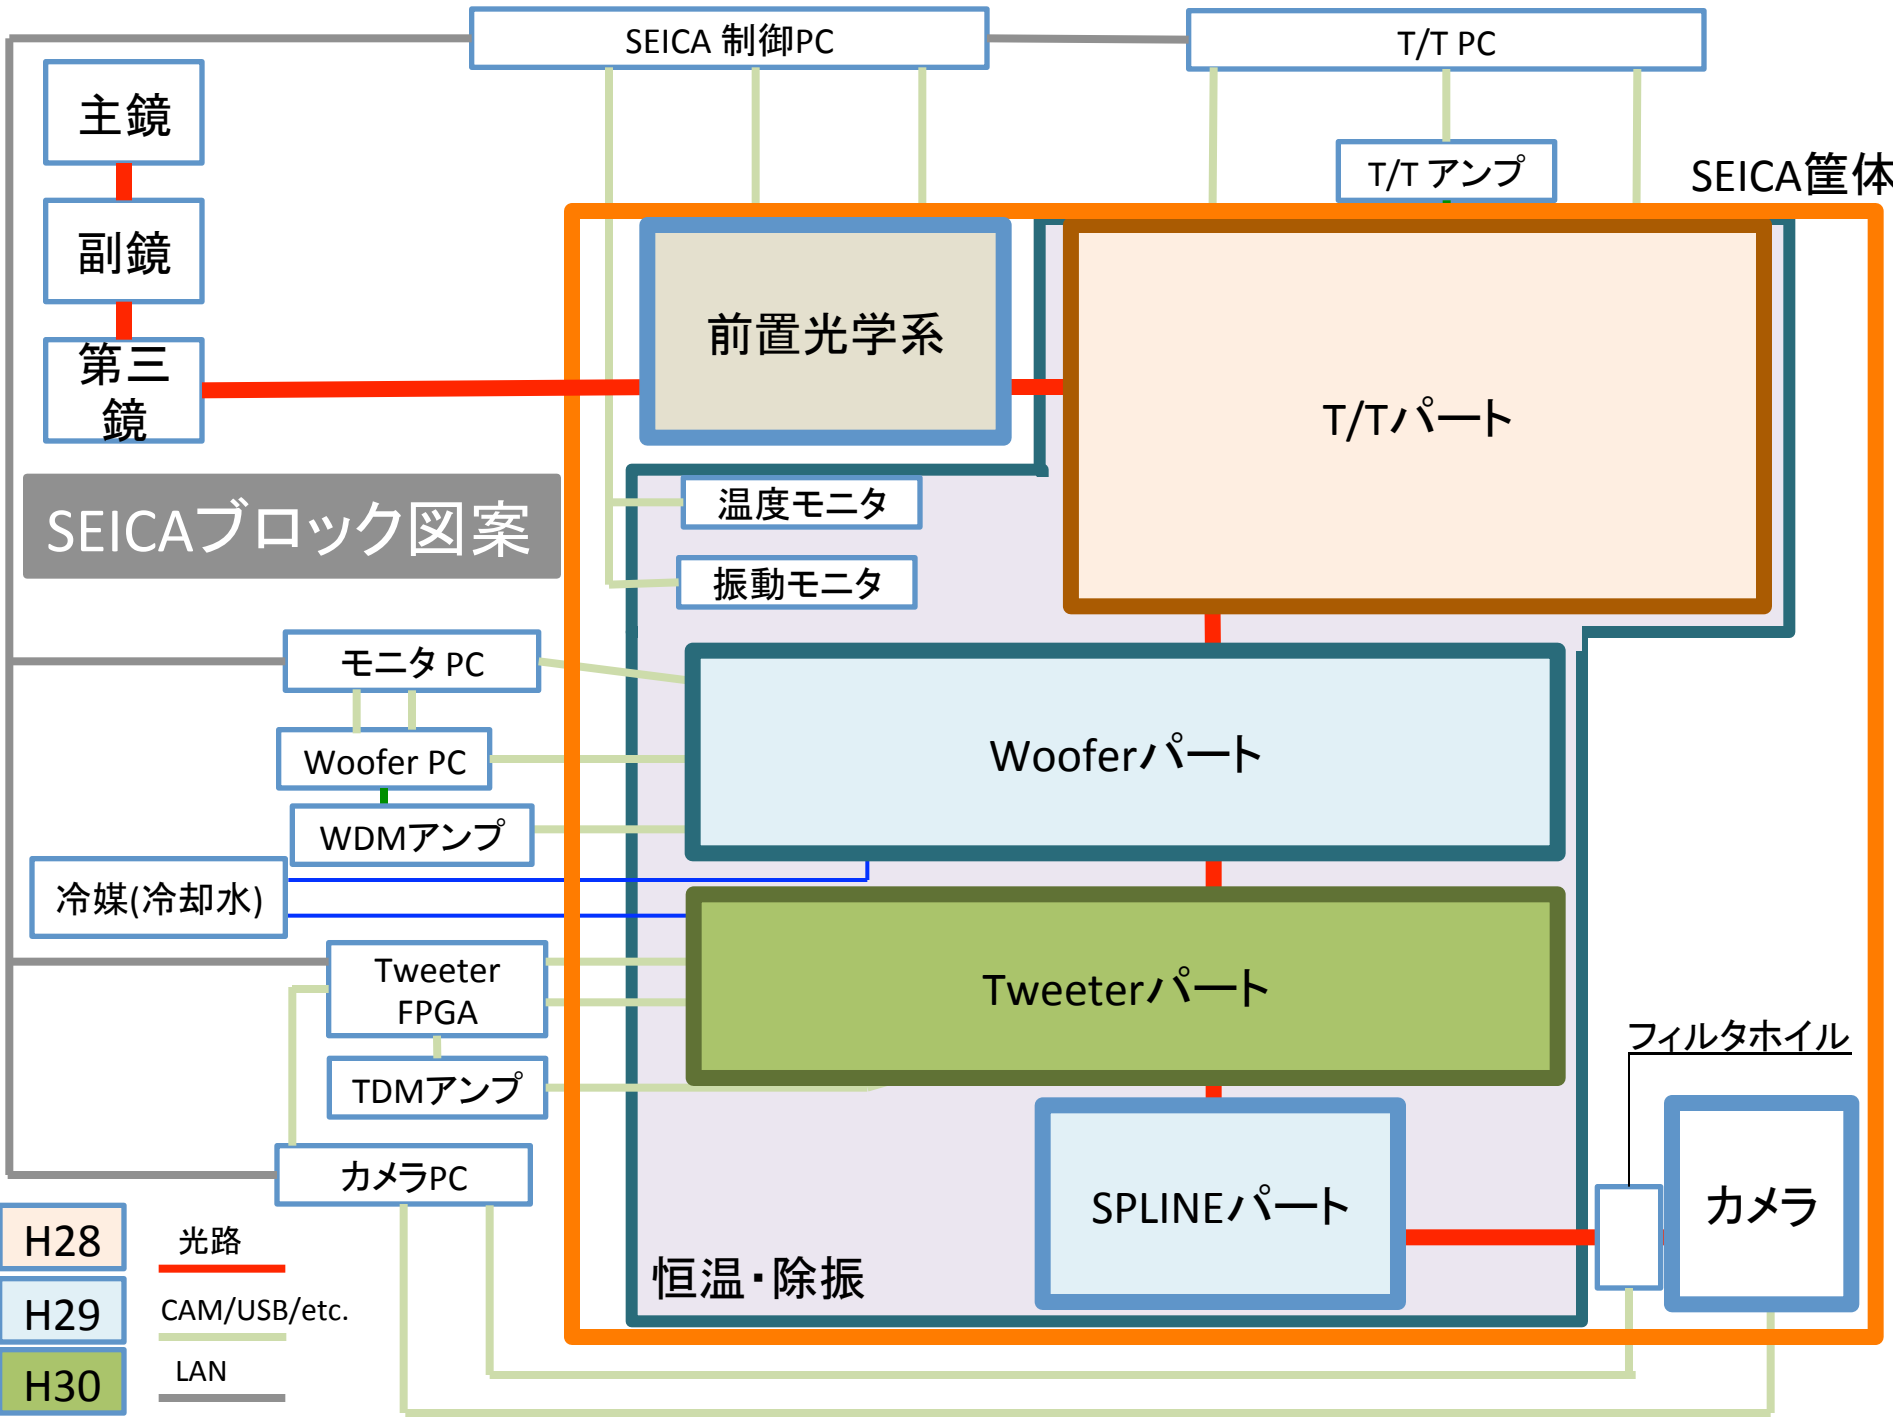 SEICA 制御PC
T/T PC
主鏡
T/T アンプ
SEICA筐体
副鏡
前置光学系
第三
鏡
T/Tパート
SEICAブロック図案
温度モニタ
振動モニタ
モニタ PC
Wooferパート
Woofer PC
WDMアンプ
冷媒(冷却水)
Tweeter
FPGA
Tweeterパート
フィルタホイル
TDMアンプ
カメラPC
SPLINEパート
カメラ
H28
光路
恒温・除振
H29
CAM/USB/etc.
H30
LAN